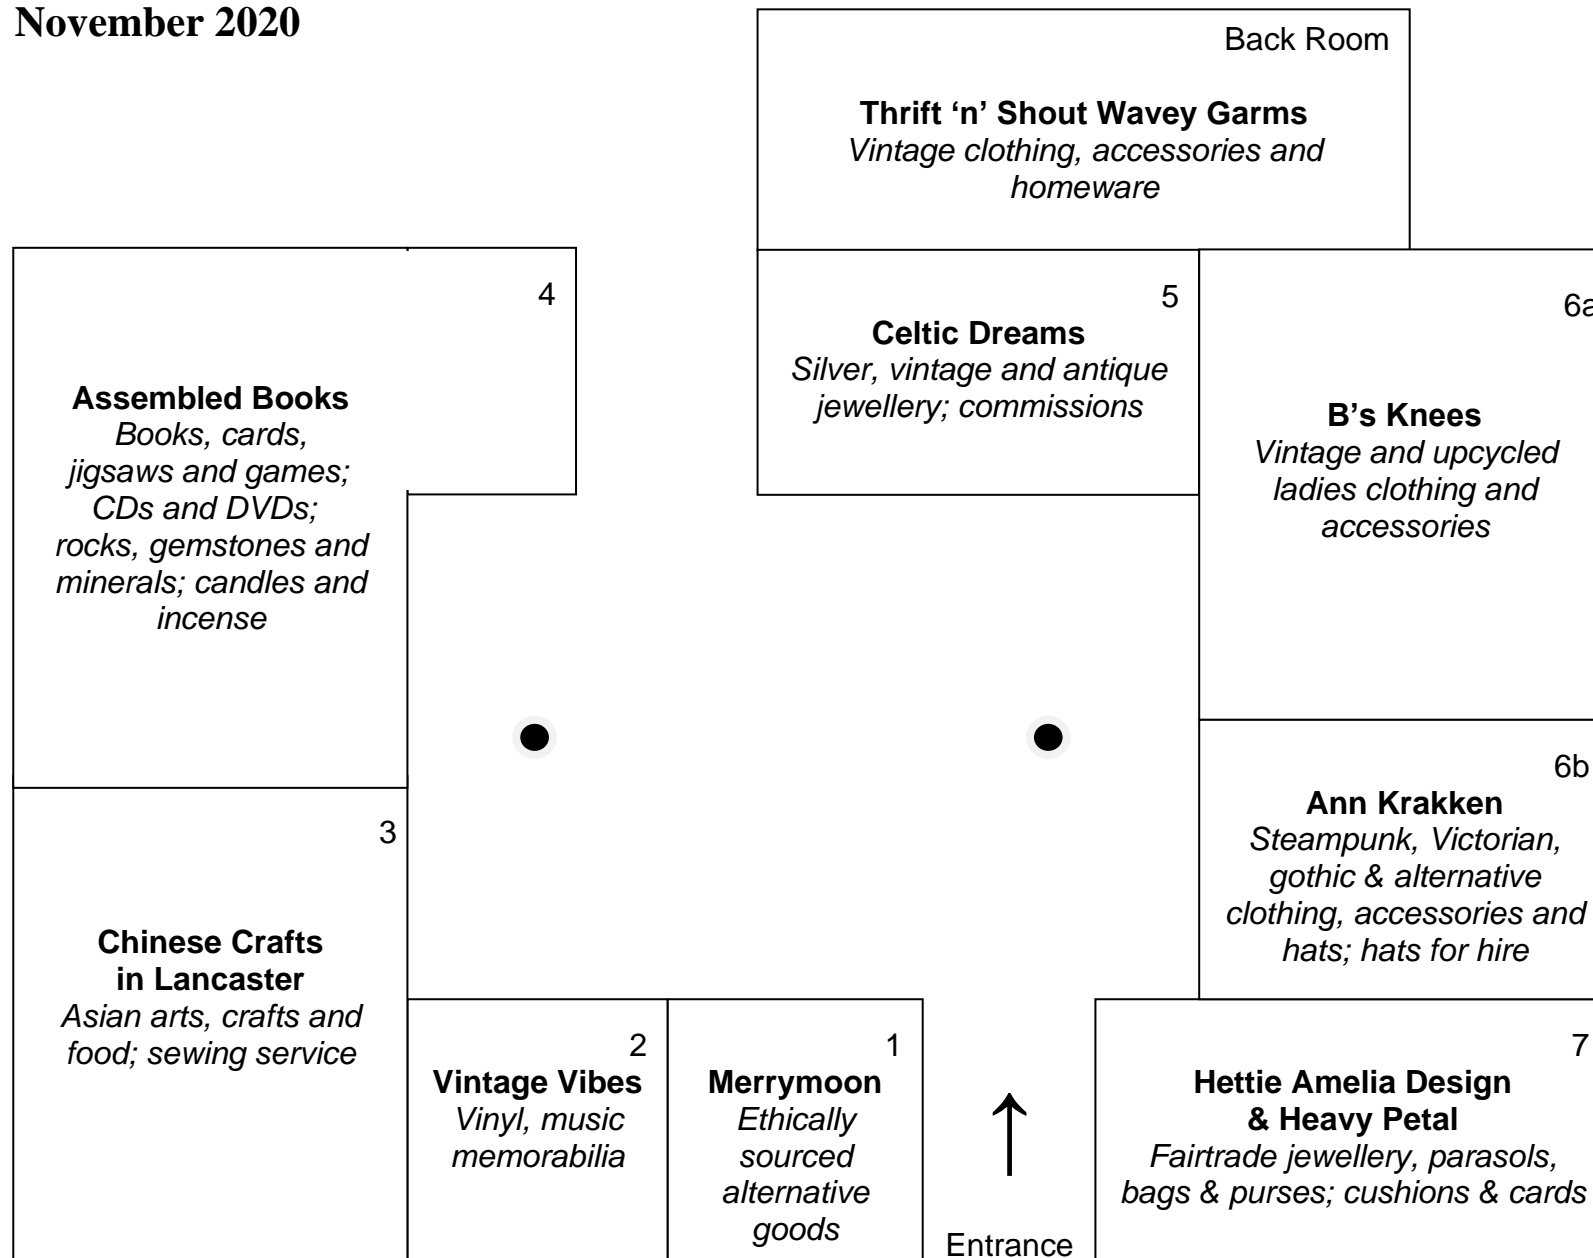 November 2020
Back Room
Thrift ‘n’ Shout Wavey Garms
Vintage clothing, accessories and
homeware
4
Assembled Books
Books, cards,
jigsaws and games;
CDs and DVDs;
rocks, gemstones and
minerals; candles and
incense
5
Celtic Dreams
Silver, vintage and antique
jewellery; commissions
6a
B’s Knees
Vintage and upcycled
ladies clothing and
accessories
6b
Ann Krakken
Steampunk, Victorian,
gothic & alternative
clothing, accessories and
hats; hats for hire
3
Chinese Crafts
in Lancaster
Asian arts, crafts and
food; sewing service
2
Vintage Vibes
Vinyl, music
memorabilia
1
Merrymoon
Ethically
sourced
alternative
goods
Entrance
7
Hettie Amelia Design
& Heavy Petal
Fairtrade jewellery, parasols,
bags & purses; cushions & cards